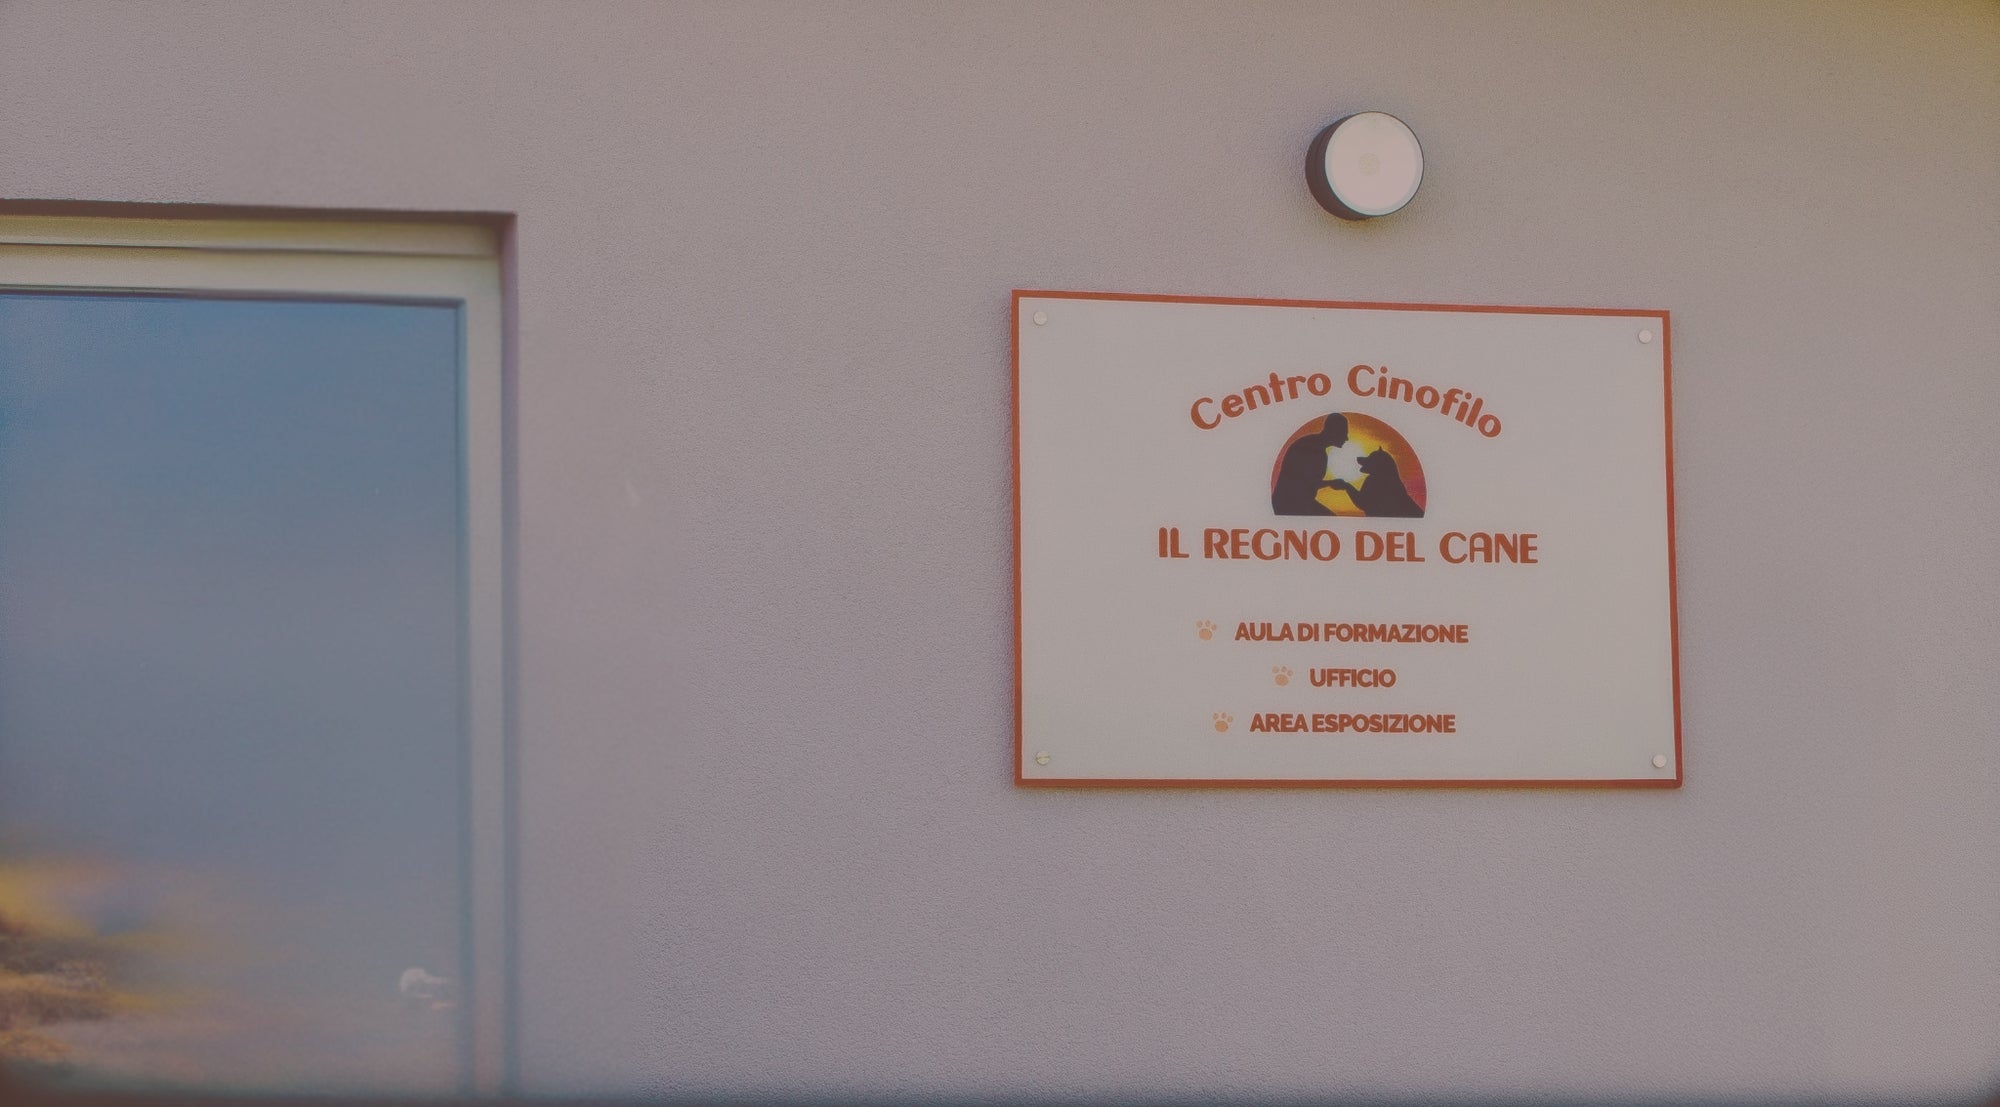 Centro Cinofilo
IL REGNO DEL CANE
AULA DI FORMAZIONE
UFFICIO
AREA ESPOSIZIONE